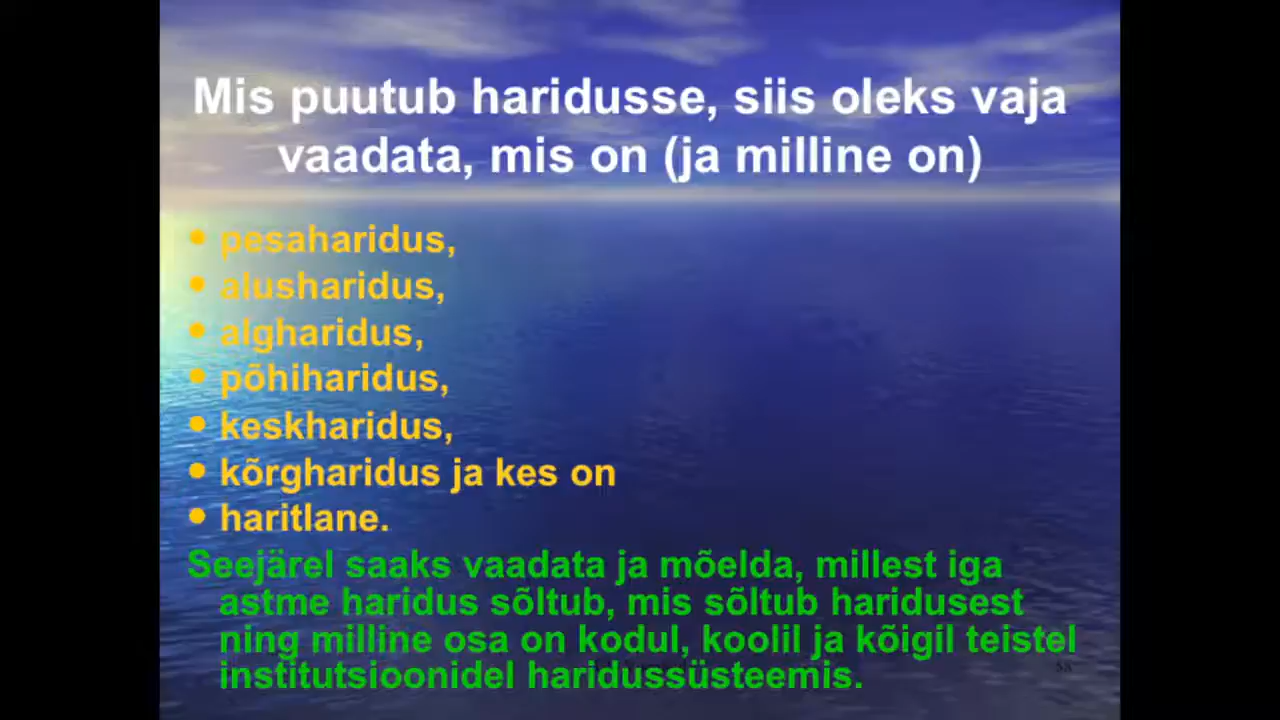 Mis puutub haridusse, siis oleks vaja
vaadata, mis on (ja milline on)
• pesaharidus,
• alusharidus,
• algharidus,
• põhiharidus,
• keskharidus,
• kõrgharidus ja kes on
• haritlane.
Seejärel saaks vaadata ja mõelda, millest iga
astme haridus sõltub, mis sõltub haridusest
ning milline osa on kodul, koolil ja kõigil teistel
institutsioonidel haridussüsteemis.